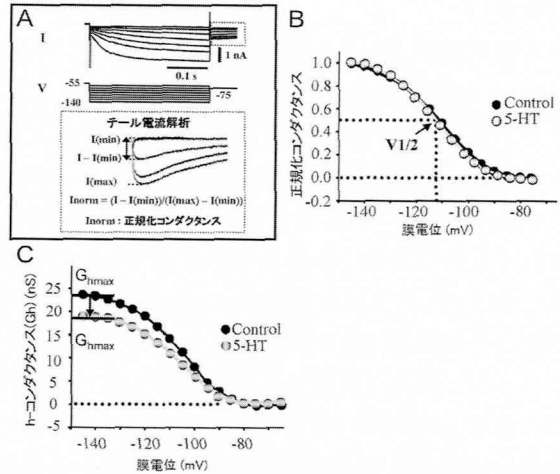 A
I
1 nA
0.1 s
V
-55
-140
-75
テール電流解析
I(min)
I – I(min)
I(max)
Inorm = (I – I(min))/(I(max) – I(min))
Inorm : 正規化コンダクタンス
B
正規化コンダクタンス
1.0
0.8
0.6
0.4
0.2
0.0
-0.2
Control
5-HT
V1/2
-140
-120
-100
-80
膜電位 (mV)
C
h-コンダクタンス(Gh) (nS)
30
25
20
15
10
5
0
Ghmax
Ghmax
Control
5-HT
-140
-120
-100
-80
膜電位 (mV)